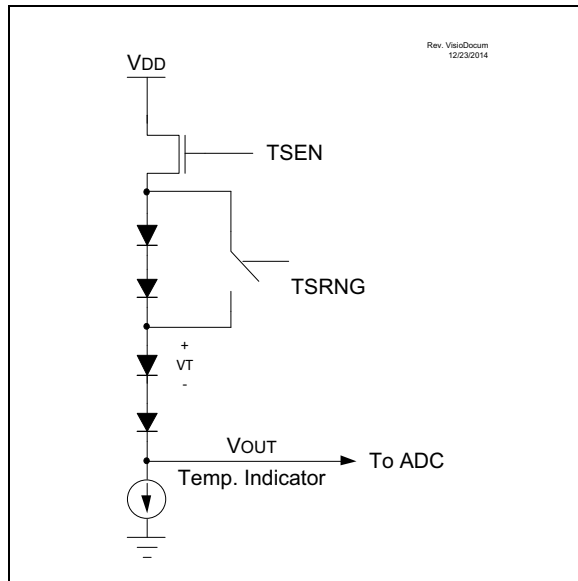 Rev. VisioDocum
12/23/2014
VDD
TSEN
TSRNG
+
VT
-
VOUT
To ADC
Temp. Indicator